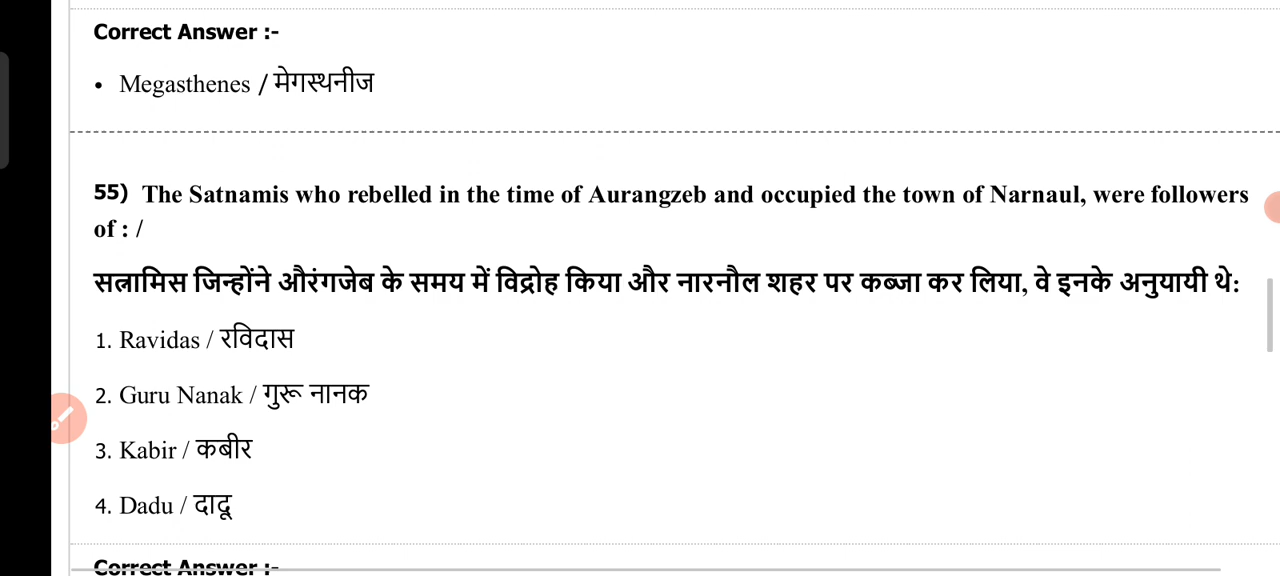 Correct Answer :-
• Megasthenes / मेगस्थनीज
55) The Satnamis who rebelled in the time of Aurangzeb and occupied the town of Narnaul, were followers
of : /
सत्नामिस जिन्होंने औरंगजेब के समय में विद्रोह किया और नारनौल शहर पर कब्जा कर लिया, वे इनके अनुयायी थे:
1. Ravidas / रविदास
2. Guru Nanak / गुरू नानक
3. Kabir / कबीर
4. Dadu / दादू
Correct Answer :-